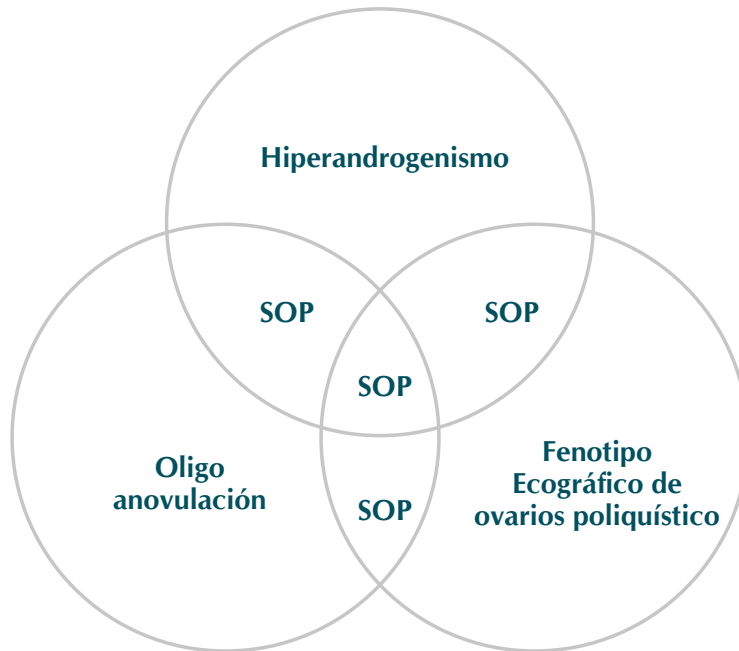 Hiperandrogenismo
SOP
SOP
SOP
Oligo
anovulación
SOP
Fenotipo
Ecográfico de
ovarios poliquístico